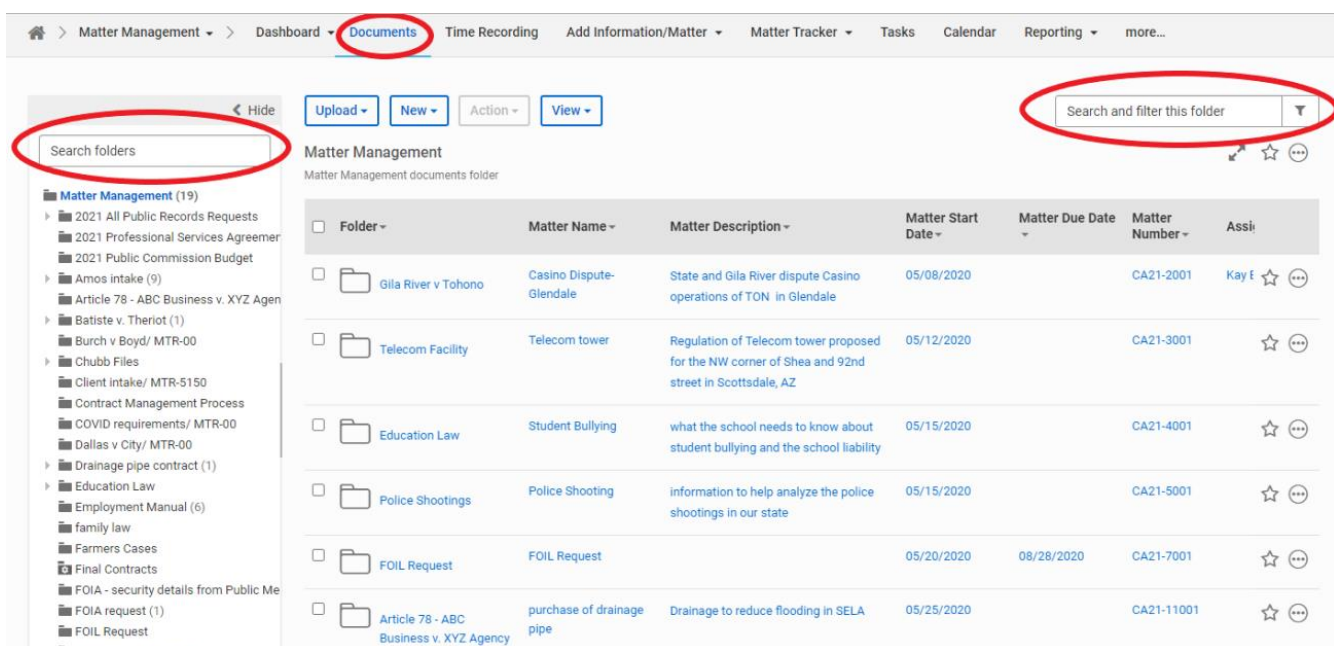 Matter Management Dashboard Documents Time Recording Add Information/Matter Matter Tracker Tasks Calendar Reporting more...
Hide
Search folders
Matter Management (19)
2021 All Public Records Requests
2021 Professional Services Agreemer
2021 Public Commission Budget
Amos intake (9)
Article 78 - ABC Business v. XYZ Agen
Batiste v. Theriot (1)
Burch v Boyd/ MTR-00
Chubb Files
Client intake/ MTR-5150
Contract Management Process
COVID requirements/ MTR-00
Dallas v City/ MTR-00
Drainage pipe contract (1)
Education Law
Employment Manual (6)
family law
Farmers Cases
Final Contracts
FOIA - security details from Public Me
FOIA request (1)
FOIL Request
Upload New Action View
Search and filter this folder
Matter Management
Matter Management documents folder
Folder Matter Name Matter Description Matter Start Date Matter Due Date Matter Number Assi
Gila River v Tohono
Casino Dispute-
Glendale
State and Gila River dispute Casino
operations of TON in Glendale
05/08/2020
CA21-2001
Kay
Telecom Facility
Telecom tower
Regulation of Telecom tower proposed
for the NW corner of Shea and 92nd
street in Scottsdale, AZ
05/12/2020
CA21-3001
Education Law
Student Bullying
what the school needs to know about
student bullying and the school liability
05/15/2020
CA21-4001
Police Shootings
Police Shooting
information to help analyze the police
shootings in our state
05/15/2020
CA21-5001
FOIL Request
FOIL Request
05/20/2020
08/28/2020
CA21-7001
Article 78 - ABC
Business v. XYZ Agency
purchase of drainage
pipe
Drainage to reduce flooding in SELA
05/25/2020
CA21-11001